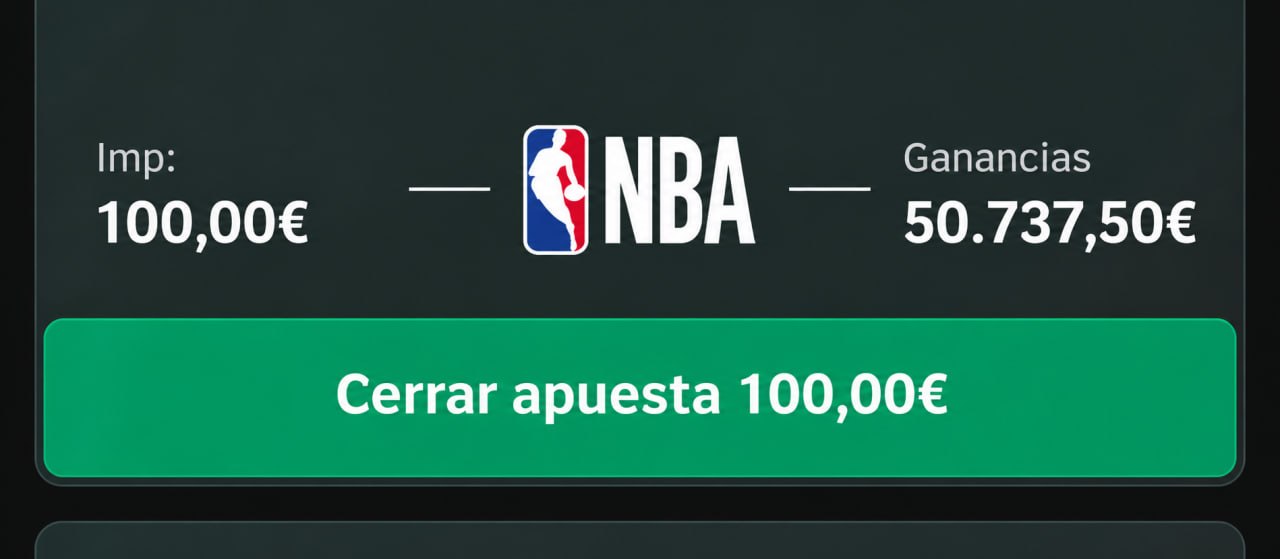 Imp:
100,00€
NBA
Ganancias
50.737,50€
Cerrar apuesta 100,00€